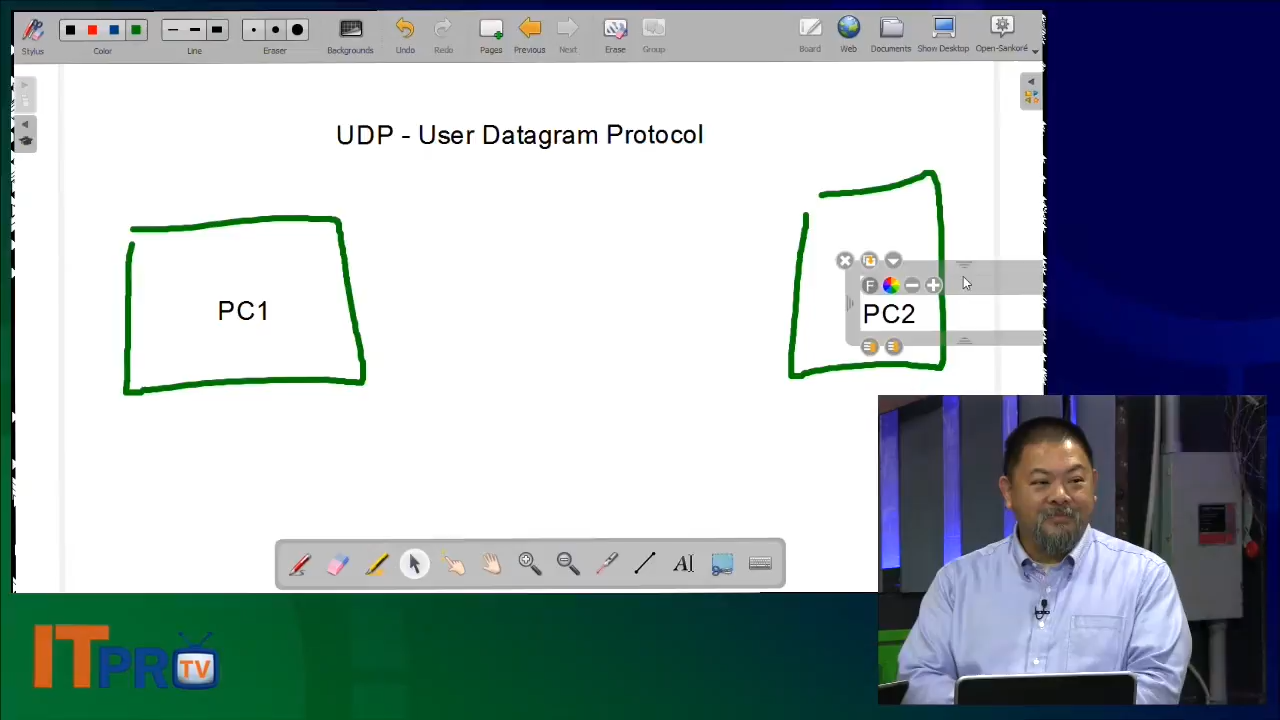 Stylus
Color
Line
Eraser
Backgrounds
Undo
Redo
Pages
Previous
Next
Erase
Group
Board
Web
Documents
Show Desktop
Open-Sankoré
UDP - User Datagram Protocol
PC1
F
PC2
AI
ITPRO
TV